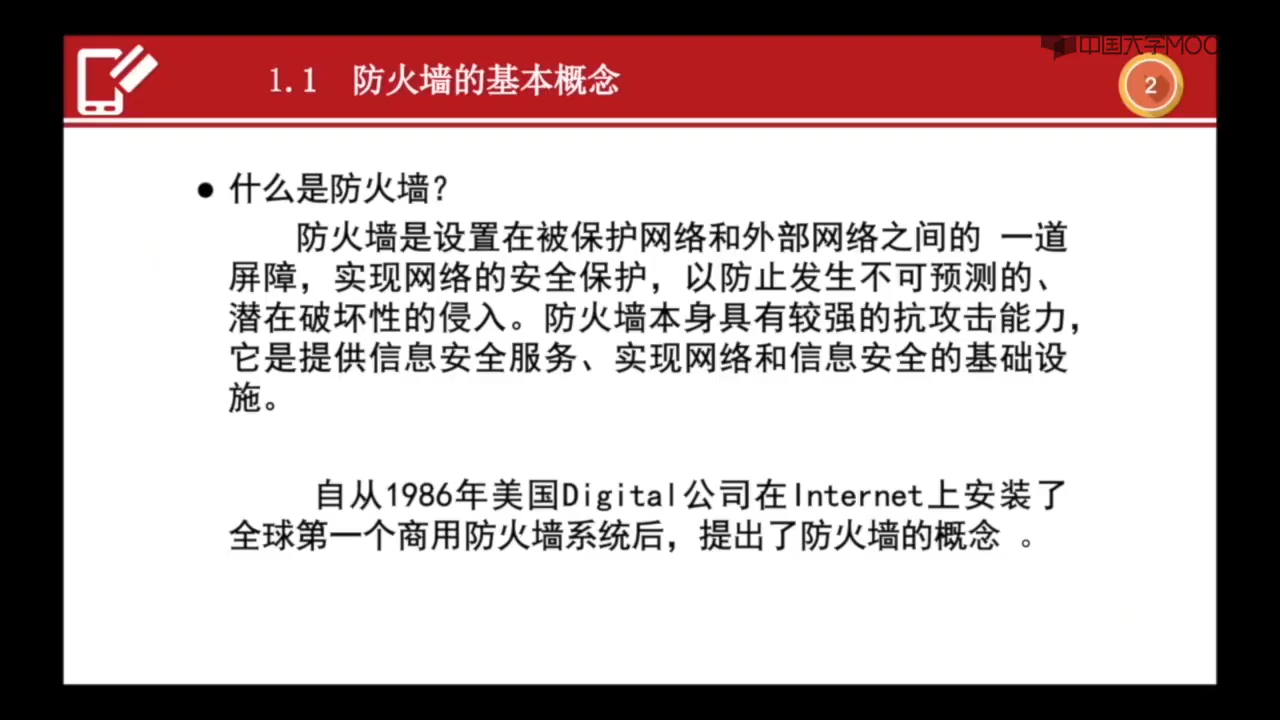 中国大学MOO
1.1 防火墙的基本概念
2
● 什么是防火墙？
防火墙是设置在被保护网络和外部网络之间的 一道
屏障，实现网络的安全保护，以防止发生不可预测的、
潜在破坏性的侵入。防火墙本身具有较强的抗攻击能力，
它是提供信息安全服务、实现网络和信息安全的基础设
施。
自从1986年美国Digital公司在Internet上安装了
全球第一个商用防火墙系统后，提出了防火墙的概念 。